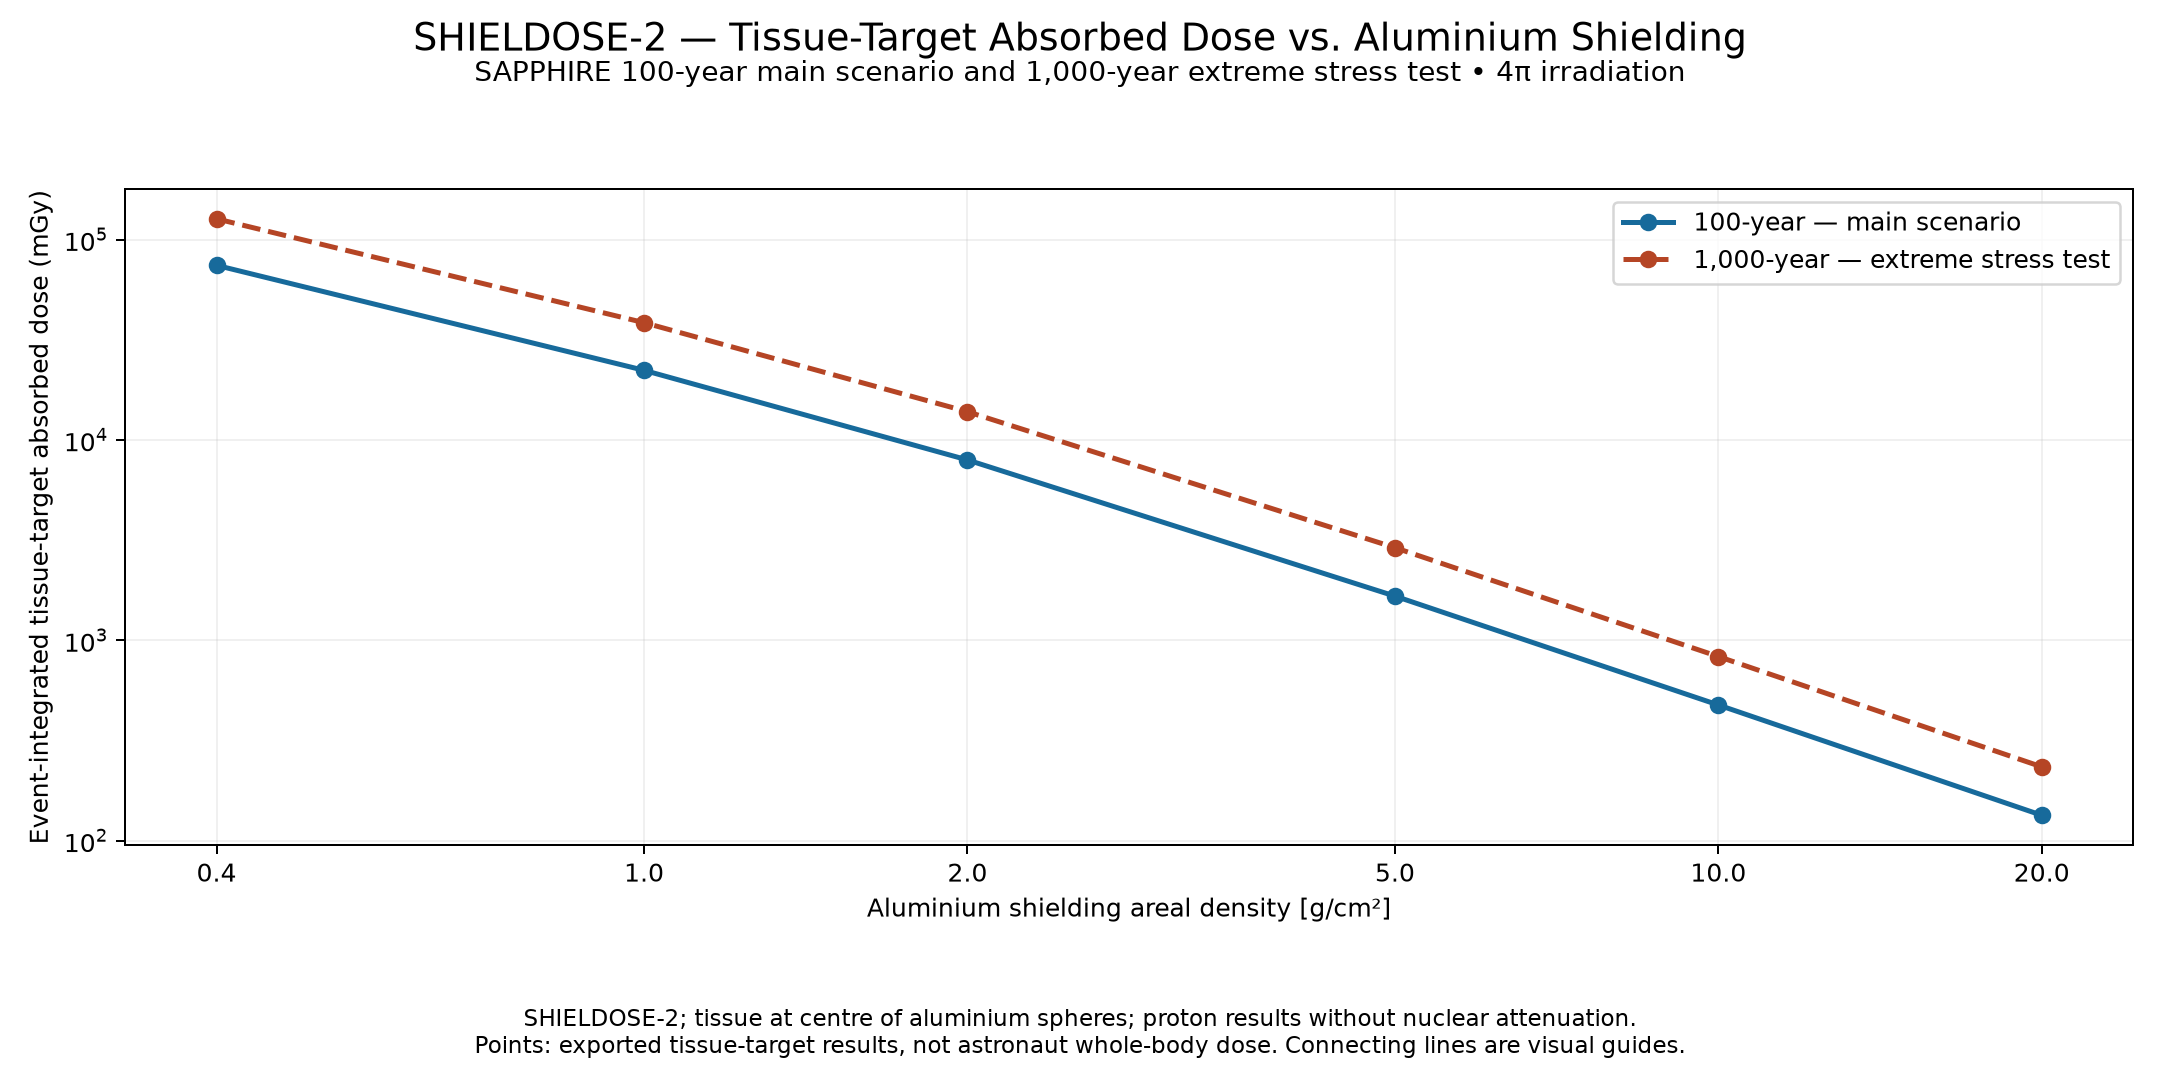 SHIELDOSE-2 — Tissue-Target Absorbed Dose vs. Aluminium Shielding
SAPPHIRE 100-year main scenario and 1,000-year extreme stress test • 4π irradiation
Event-integrated tissue-target absorbed dose (mGy)
10⁵
10⁴
10³
10²
100-year — main scenario
1,000-year — extreme stress test
0.4 1.0 2.0 5.0 10.0 20.0
Aluminium shielding areal density [g/cm²]
SHIELDOSE-2; tissue at centre of aluminium spheres; proton results without nuclear attenuation.
Points: exported tissue-target results, not astronaut whole-body dose. Connecting lines are visual guides.